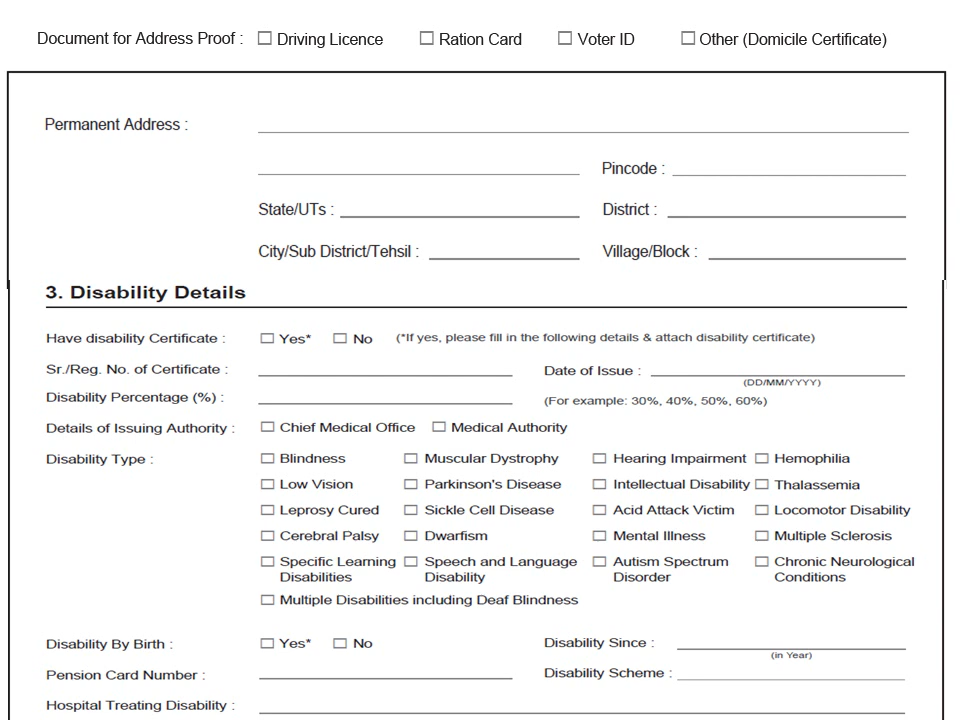 Document for Address Proof : ☐ Driving Licence ☐ Ration Card ☐ Voter ID ☐ Other (Domicile Certificate)
Permanent Address :
Pincode :
State/UTs : District :
City/Sub District/Tehsil : Village/Block :
3. Disability Details
Have disability Certificate : ☐ Yes* ☐ No (*If yes, please fill in the following details & attach disability certificate)
Sr./Reg. No. of Certificate : Date of Issue :
(DD/MM/YYYY)
Disability Percentage (%) : (For example: 30%, 40%, 50%, 60%)
Details of Issuing Authority : ☐ Chief Medical Office ☐ Medical Authority
Disability Type : ☐ Blindness ☐ Muscular Dystrophy ☐ Hearing Impairment ☐ Hemophilia
☐ Low Vision ☐ Parkinson's Disease ☐ Intellectual Disability ☐ Thalassemia
☐ Leprosy Cured ☐ Sickle Cell Disease ☐ Acid Attack Victim ☐ Locomotor Disability
☐ Cerebral Palsy ☐ Dwarfism ☐ Mental Illness ☐ Multiple Sclerosis
☐ Specific Learning ☐ Speech and Language ☐ Autism Spectrum ☐ Chronic Neurological
Disabilities Disability Disorder Conditions
☐ Multiple Disabilities including Deaf Blindness
Disability By Birth : ☐ Yes* ☐ No Disability Since :
(in Year)
Pension Card Number : Disability Scheme :
Hospital Treating Disability :